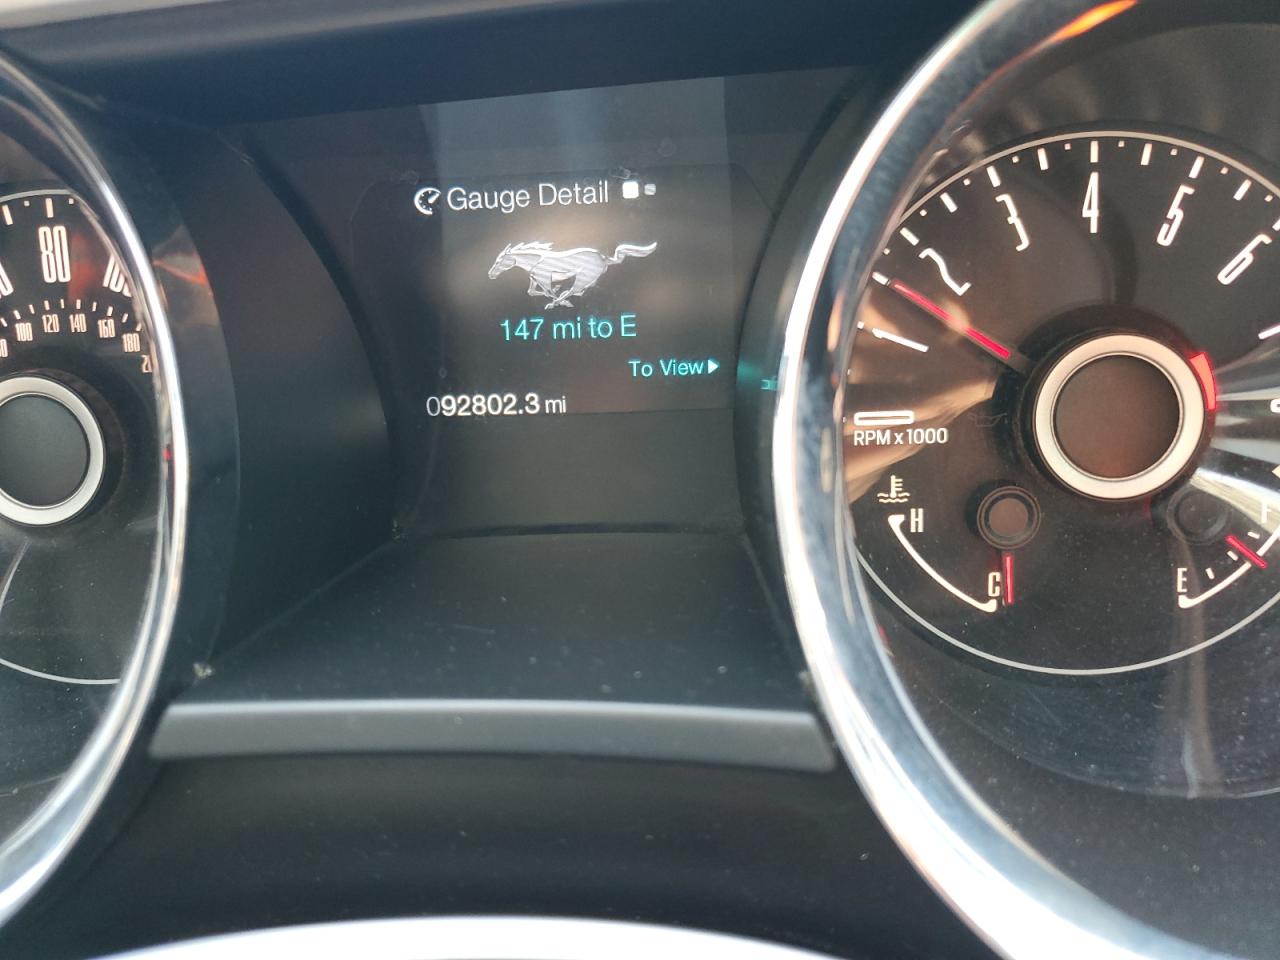 Gauge Detail
147 mi to E
To View
092802.3 mi
80
100 120 140 160 180
2 3 4 5 6
RPM x 1000
H
C
E
F